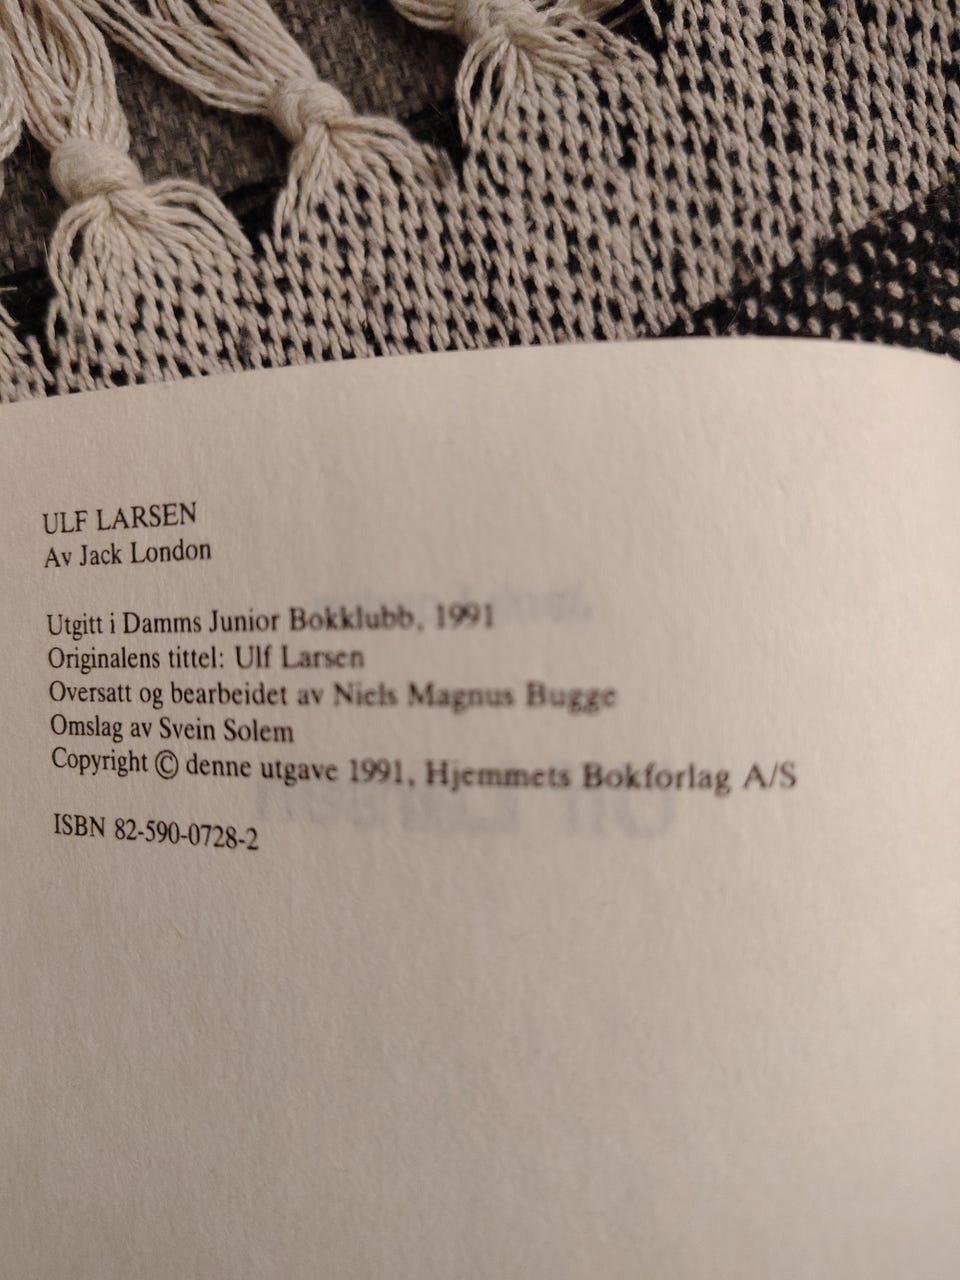 ULF LARSEN
Av Jack London
Utgitt i Damms Junior Bokklubb, 1991
Originalens tittel: Ulf Larsen
Oversatt og bearbeidet av Niels Magnus Bugge
Omslag av Svein Solem
Copyright © denne utgave 1991, Hjemmets Bokforlag A/S
ISBN 82-590-0728-2